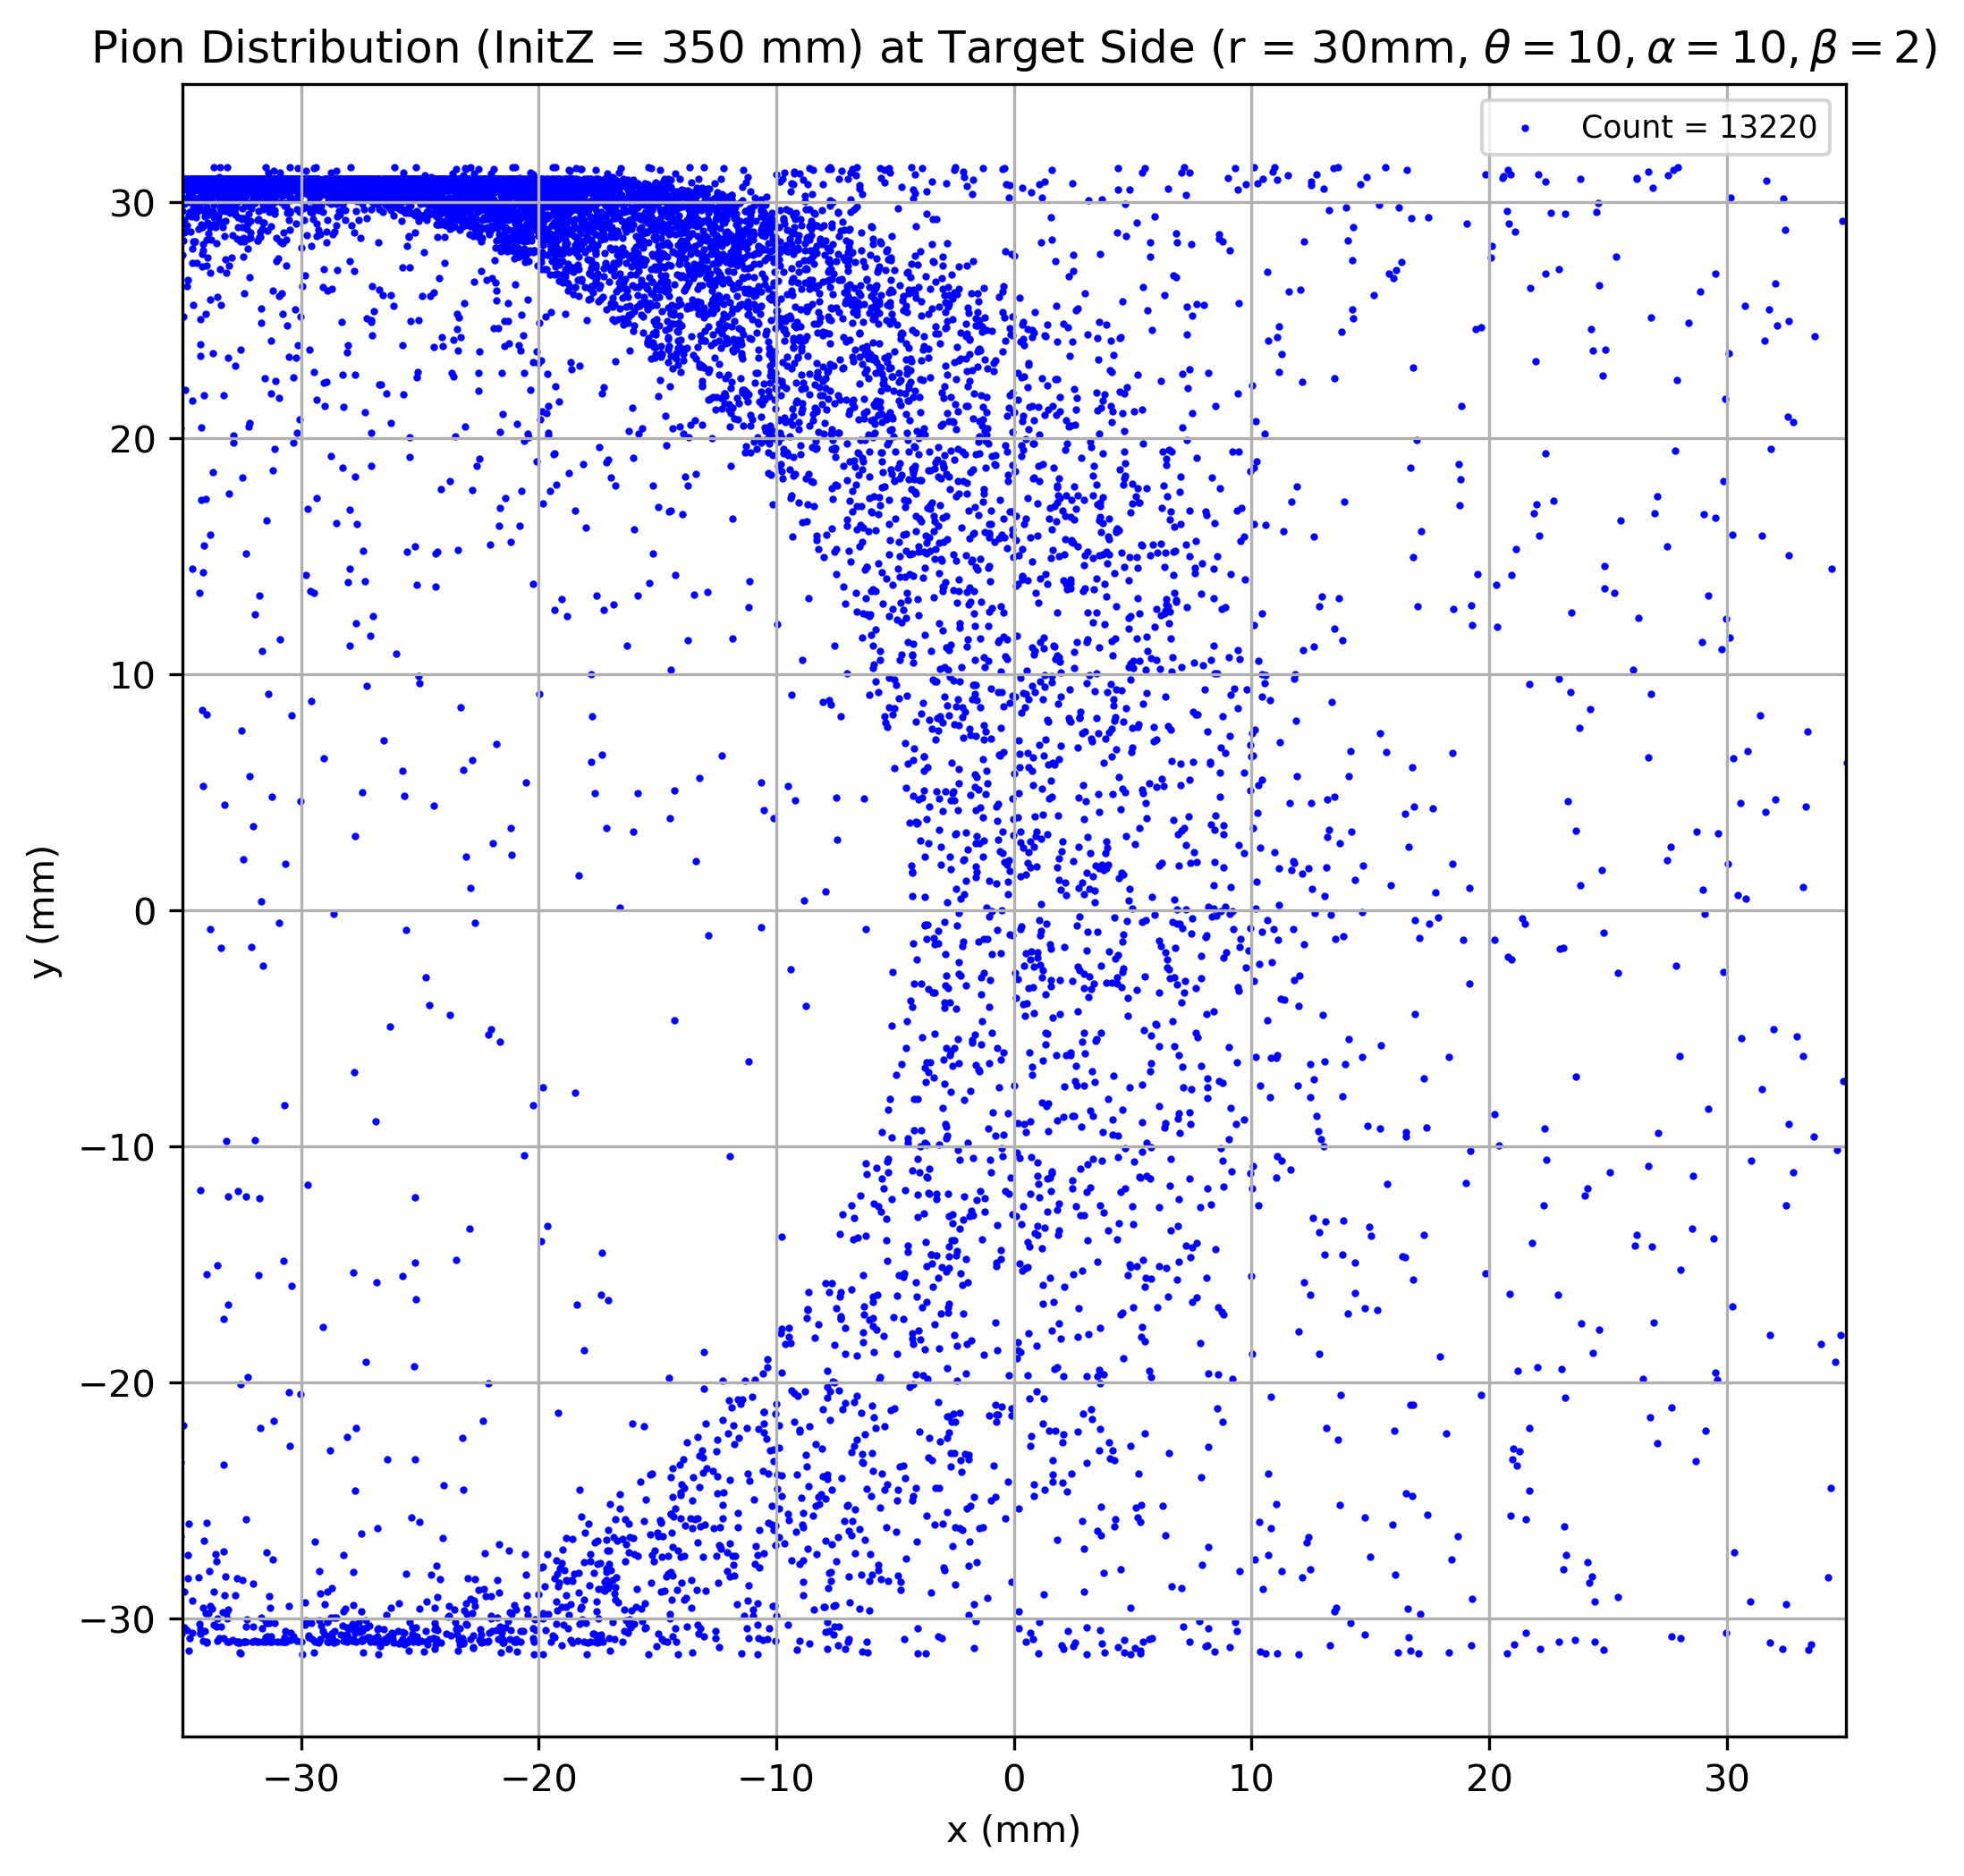 Pion Distribution (InitZ = 350 mm) at Target Side (r = 30mm, θ = 10, α = 10, β = 2)
Count = 13220
30
20
10
0
−10
−20
−30
y (mm)
−30 −20 −10 0 10 20 30
x (mm)